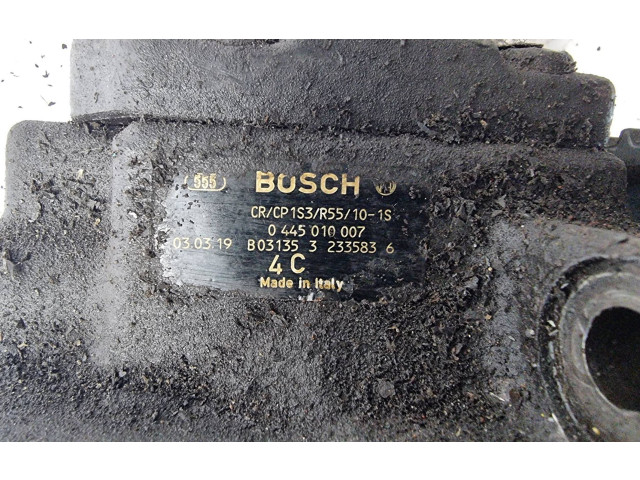 555 BOSCH
CR/CP1S3/R55/10-1S
0 445 010 007
03.03.19 B03135 3 233583 6
4C
Made in Italy